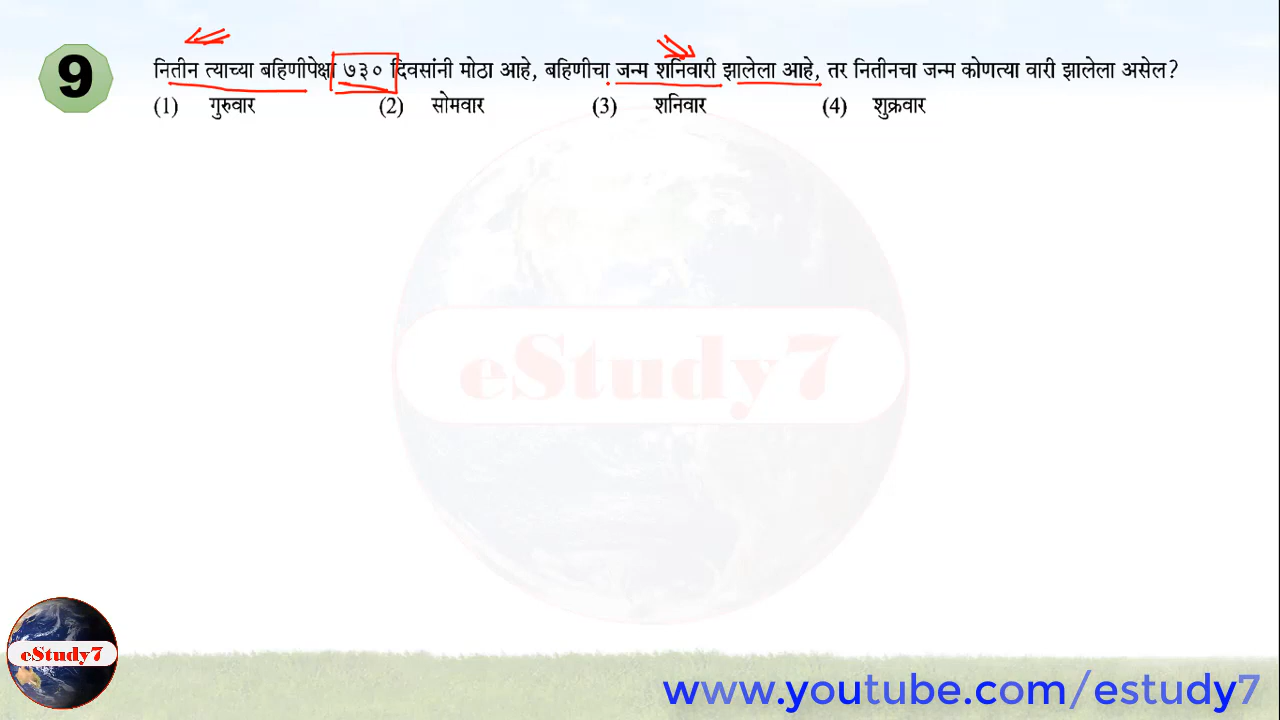 9
नितीन त्याच्या बहिणीपेक्षा ७३० दिवसांनी मोठा आहे, बहिणीचा जन्म शनिवारी झालेला आहे, तर नितीनचा जन्म कोणत्या वारी झालेला असेल?
(1) गुरुवार (2) सोमवार (3) शनिवार (4) शुक्रवार
eStudy7
eStudy7
www.youtube.com/estudy7